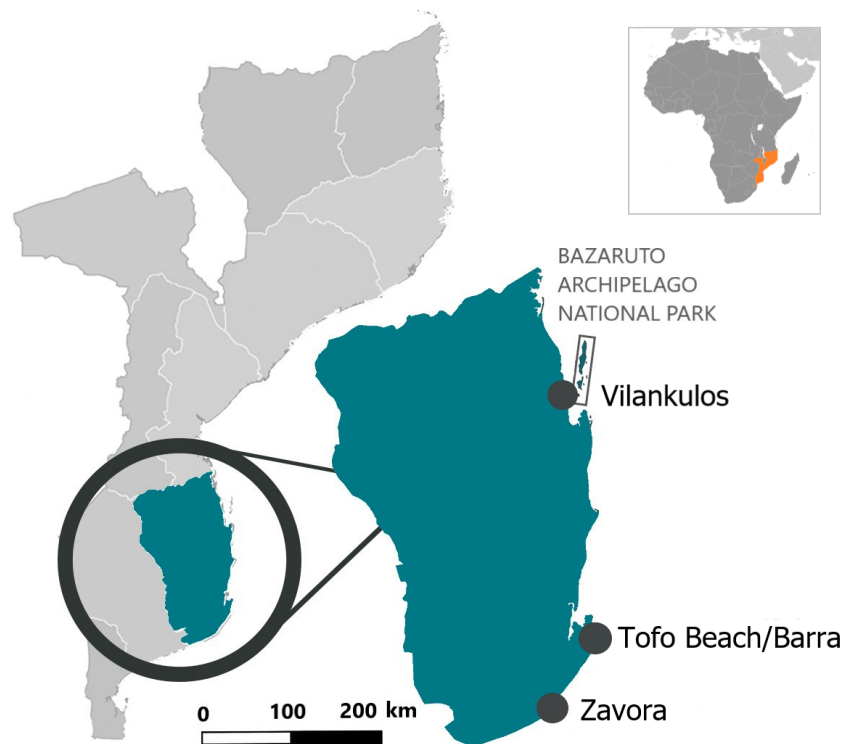 BAZARUTO
ARCHIPELAGO
NATIONAL PARK
Vilankulos
Tofo Beach/Barra
Zavora
0 100 200 km